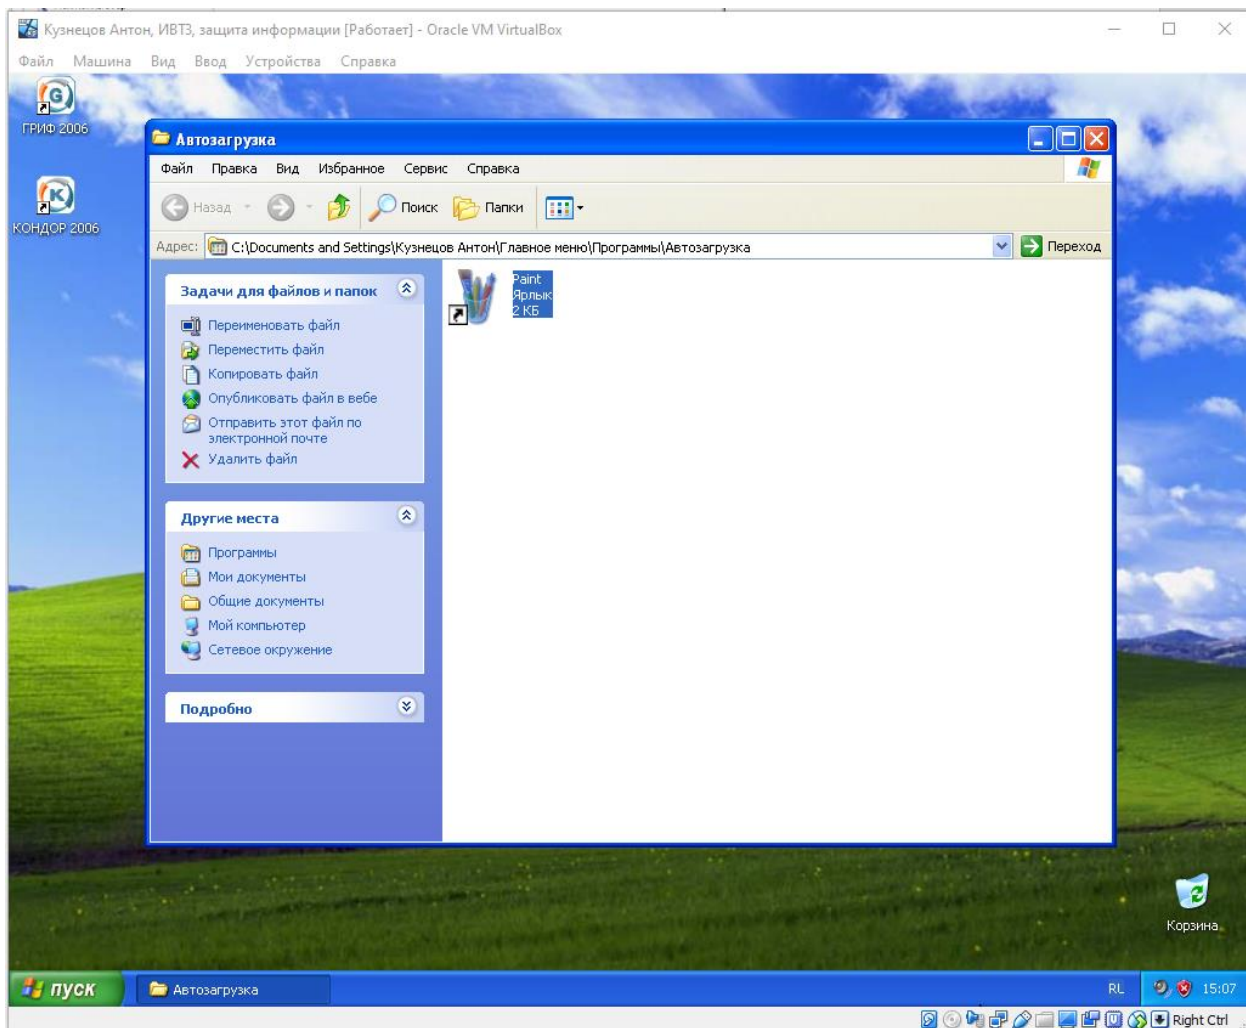 Кузнецов Антон, ИВТЗ, защита информации [Работает] - Oracle VM VirtualBox
Файл Машина Вид Ввод Устройства Справка
ГРИФ 2006
КОНДОР 2006
Автозагрузка
Файл Правка Вид Избранное Сервис Справка
Назад Поиск Папки
Адрес: C:\Documents and Settings\Кузнецов Антон\Главное меню\Программы\Автозагрузка Переход
Задачи для файлов и папок
Переименовать файл
Переместить файл
Копировать файл
Опубликовать файл в вебе
Отправить этот файл по
электронной почте
Удалить файл
Другие места
Программы
Мои документы
Общие документы
Мой компьютер
Сетевое окружение
Подробно
Paint
Ярлык
2 КБ
Корзина
пуск Автозагрузка RL 15:07
Right Ctrl